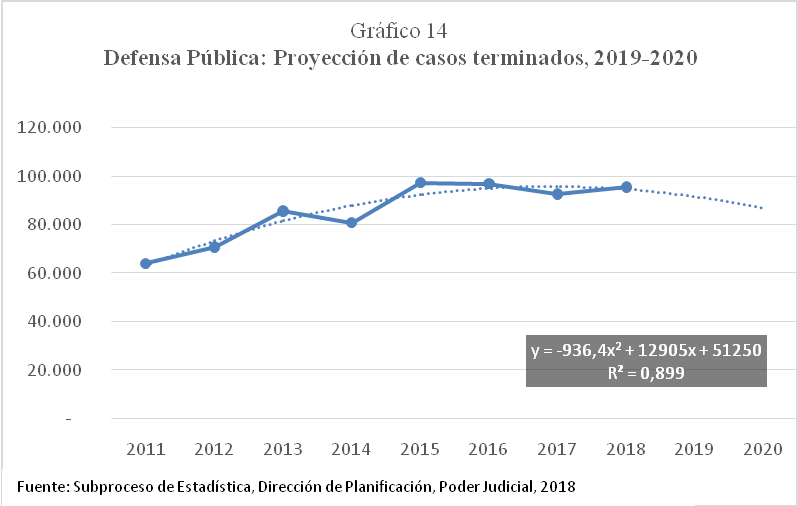 Gráfico 14
Defensa Pública: Proyección de casos terminados, 2019-2020
120.000
100.000
80.000
60.000
40.000
20.000
-
y = -936,4x² + 12905x + 51250
R² = 0,899
2011 2012 2013 2014 2015 2016 2017 2018 2019 2020
Fuente: Subproceso de Estadística, Dirección de Planificación, Poder Judicial, 2018